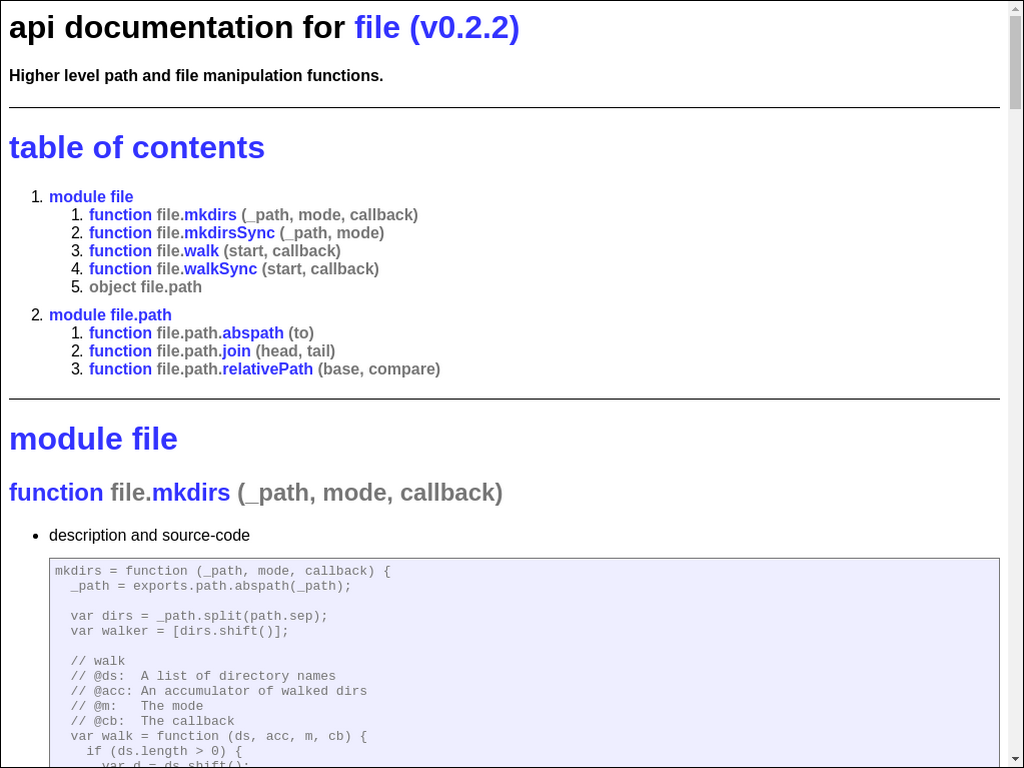 api documentation for file (v0.2.2)
Higher level path and file manipulation functions.
table of contents
1. module file
1. function file.mkdirs (_path, mode, callback)
2. function file.mkdirsSync (_path, mode)
3. function file.walk (start, callback)
4. function file.walkSync (start, callback)
5. object file.path
2. module file.path
1. function file.path.abspath (to)
2. function file.path.join (head, tail)
3. function file.path.relativePath (base, compare)
module file
function file.mkdirs (_path, mode, callback)
• description and source-code
mkdirs = function (_path, mode, callback) {
  _path = exports.path.abspath(_path);
  var dirs = _path.split(path.sep);
  var walker = [dirs.shift()];
  // walk
  // @ds:  A list of directory names
  // @acc: An accumulator of walked dirs
  // @m:   The mode
  // @cb:  The callback
  var walk = function (ds, acc, m, cb) {
    if (ds.length > 0) {
      var d = ds.shift();